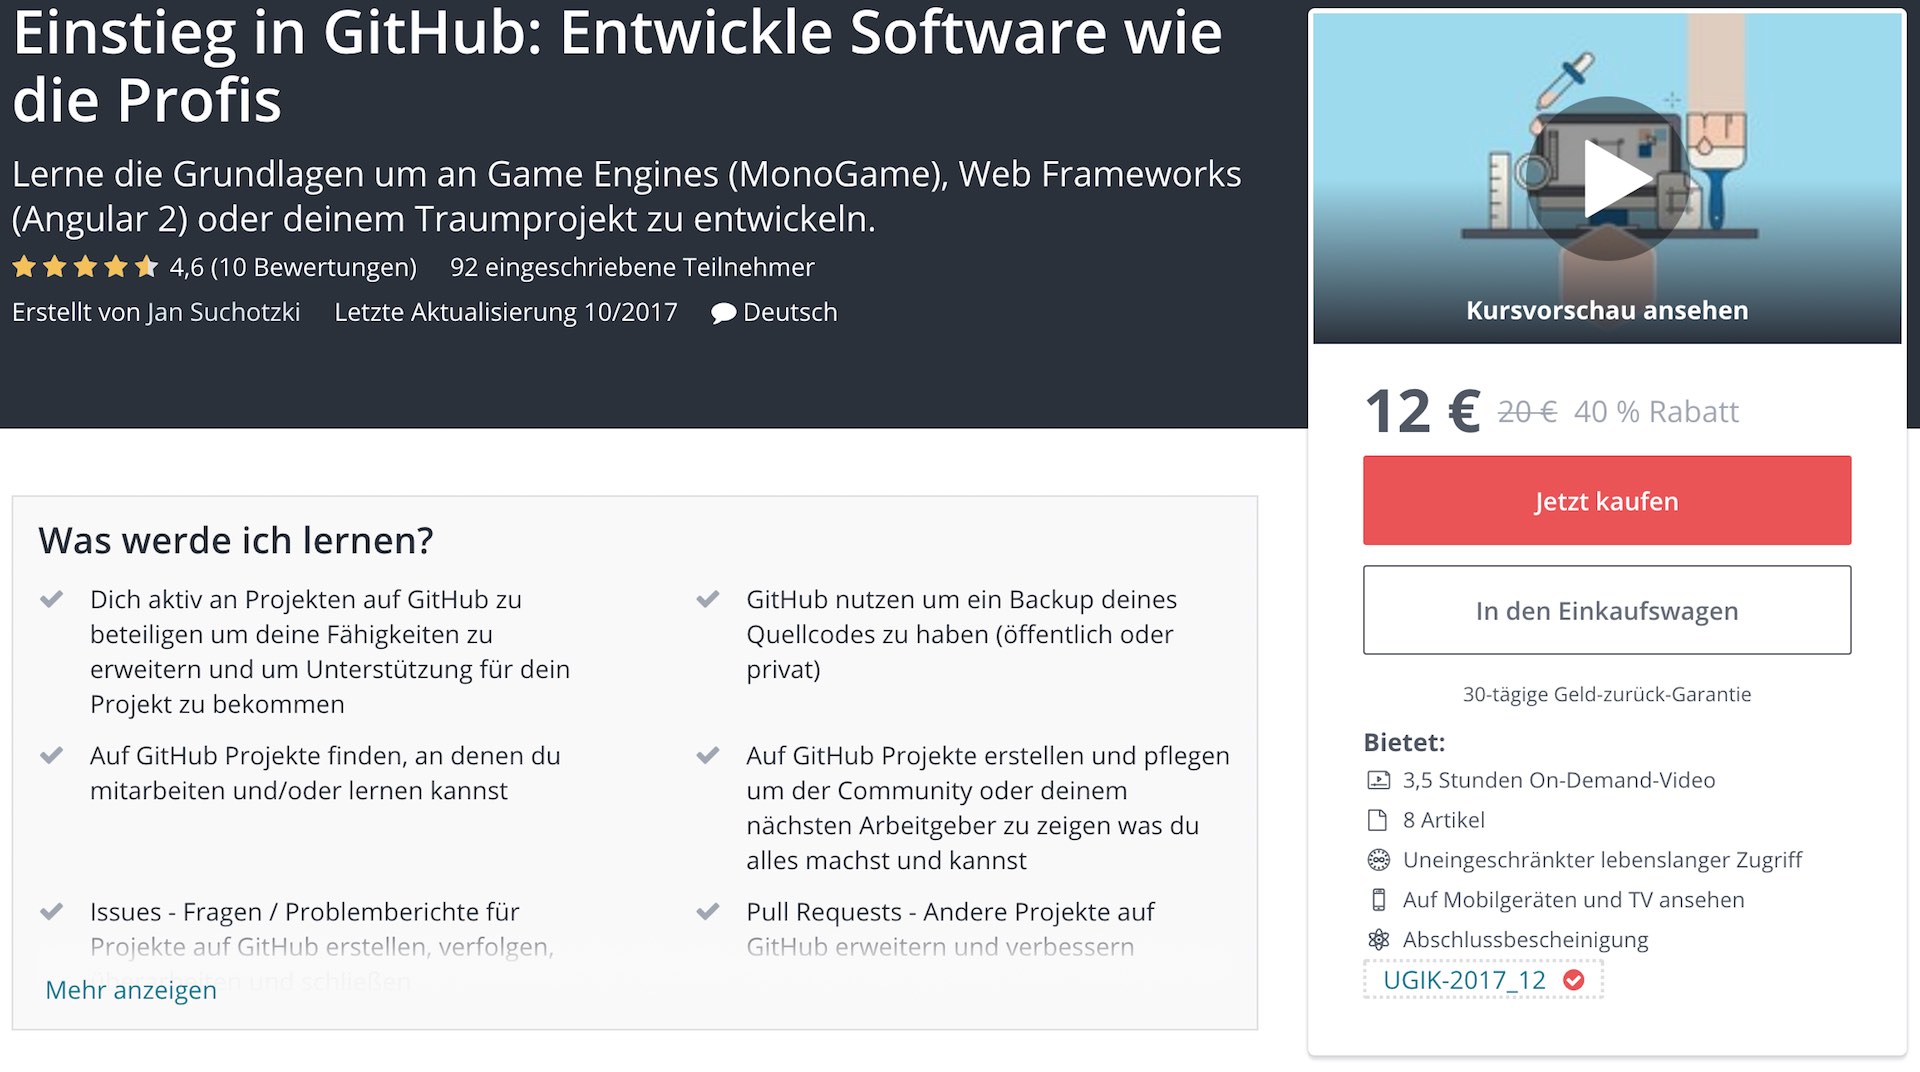 Einstieg in GitHub: Entwickle Software wie
die Profis
Lerne die Grundlagen um an Game Engines (MonoGame), Web Frameworks
(Angular 2) oder deinem Traumprojekt zu entwickeln.
4,6 (10 Bewertungen) 92 eingeschriebene Teilnehmer
Erstellt von Jan Suchotzki Letzte Aktualisierung 10/2017 Deutsch
Was werde ich lernen?
Dich aktiv an Projekten auf GitHub zu
beteiligen um deine Fähigkeiten zu
erweitern und um Unterstützung für dein
Projekt zu bekommen
GitHub nutzen um ein Backup deines
Quellcodes zu haben (öffentlich oder
privat)
Auf GitHub Projekte finden, an denen du
mitarbeiten und/oder lernen kannst
Auf GitHub Projekte erstellen und pflegen
um der Community oder deinem
nächsten Arbeitgeber zu zeigen was du
alles machst und kannst
Issues - Fragen / Problemberichte für
Projekte auf GitHub erstellen, verfolgen,
überarbeiten und schließen
Pull Requests - Andere Projekte auf
GitHub erweitern und verbessern
Mehr anzeigen
Kursvorschau ansehen
12 € 20 € 40 % Rabatt
Jetzt kaufen
In den Einkaufswagen
30-tägige Geld-zurück-Garantie
Bietet:
3,5 Stunden On-Demand-Video
8 Artikel
Uneingeschränkter lebenslanger Zugriff
Auf Mobilgeräten und TV ansehen
Abschlussbescheinigung
UGIK-2017_12